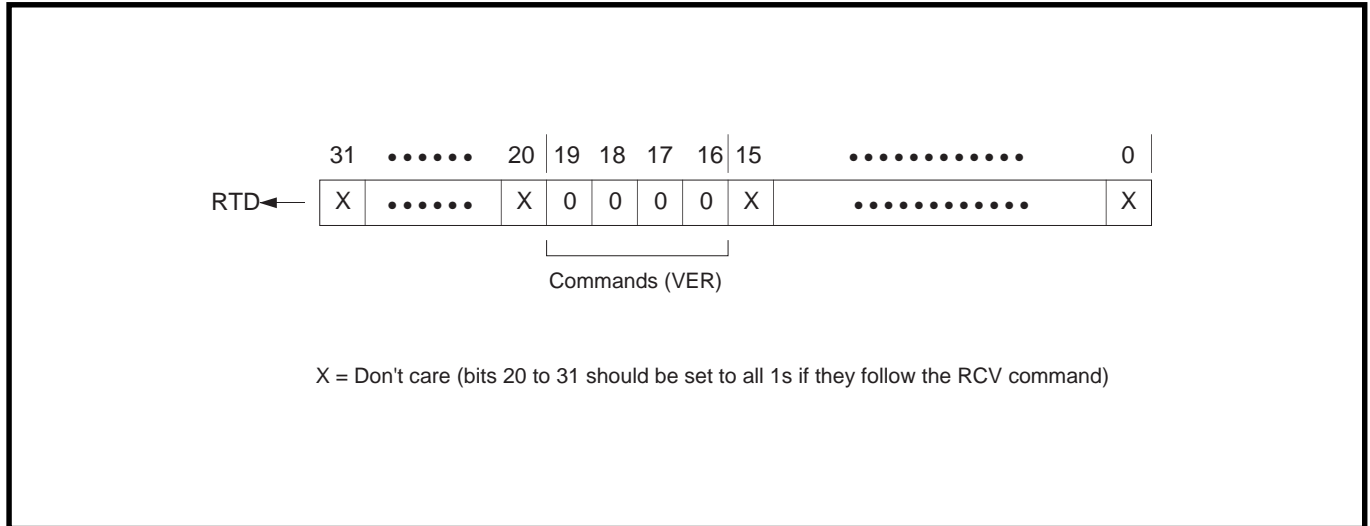 31 •••••• 20 19 18 17 16 15 •••••••••••• 0
RTD X •••••• X 0 0 0 0 X •••••••••••• X
Commands (VER)
X = Don't care (bits 20 to 31 should be set to all 1s if they follow the RCV command)